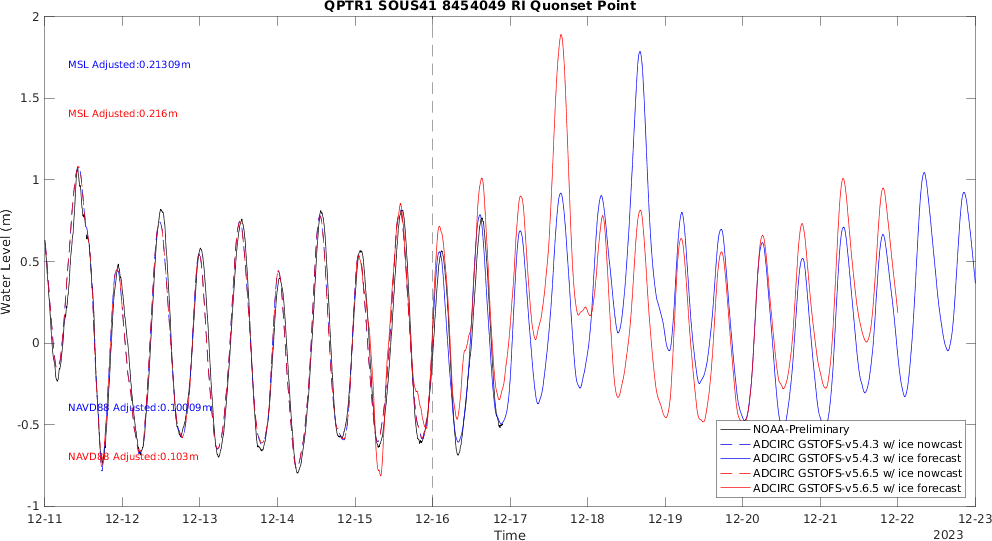 QPTR1 SOUS41 8454049 RI Quonset Point
2
1.5
1
0.5
0
-0.5
-1
Water Level (m)
MSL Adjusted:0.21309m
MSL Adjusted:0.216m
NAVD88 Adjusted:0.10009m
NAVD88 Adjusted:0.103m
NOAA-Preliminary
ADCIRC GSTOFS-v5.4.3 w/ ice nowcast
ADCIRC GSTOFS-v5.4.3 w/ ice forecast
ADCIRC GSTOFS-v5.6.5 w/ ice nowcast
ADCIRC GSTOFS-v5.6.5 w/ ice forecast
12-11 12-12 12-13 12-14 12-15 12-16 12-17 12-18 12-19 12-20 12-21 12-22 12-23
Time
2023